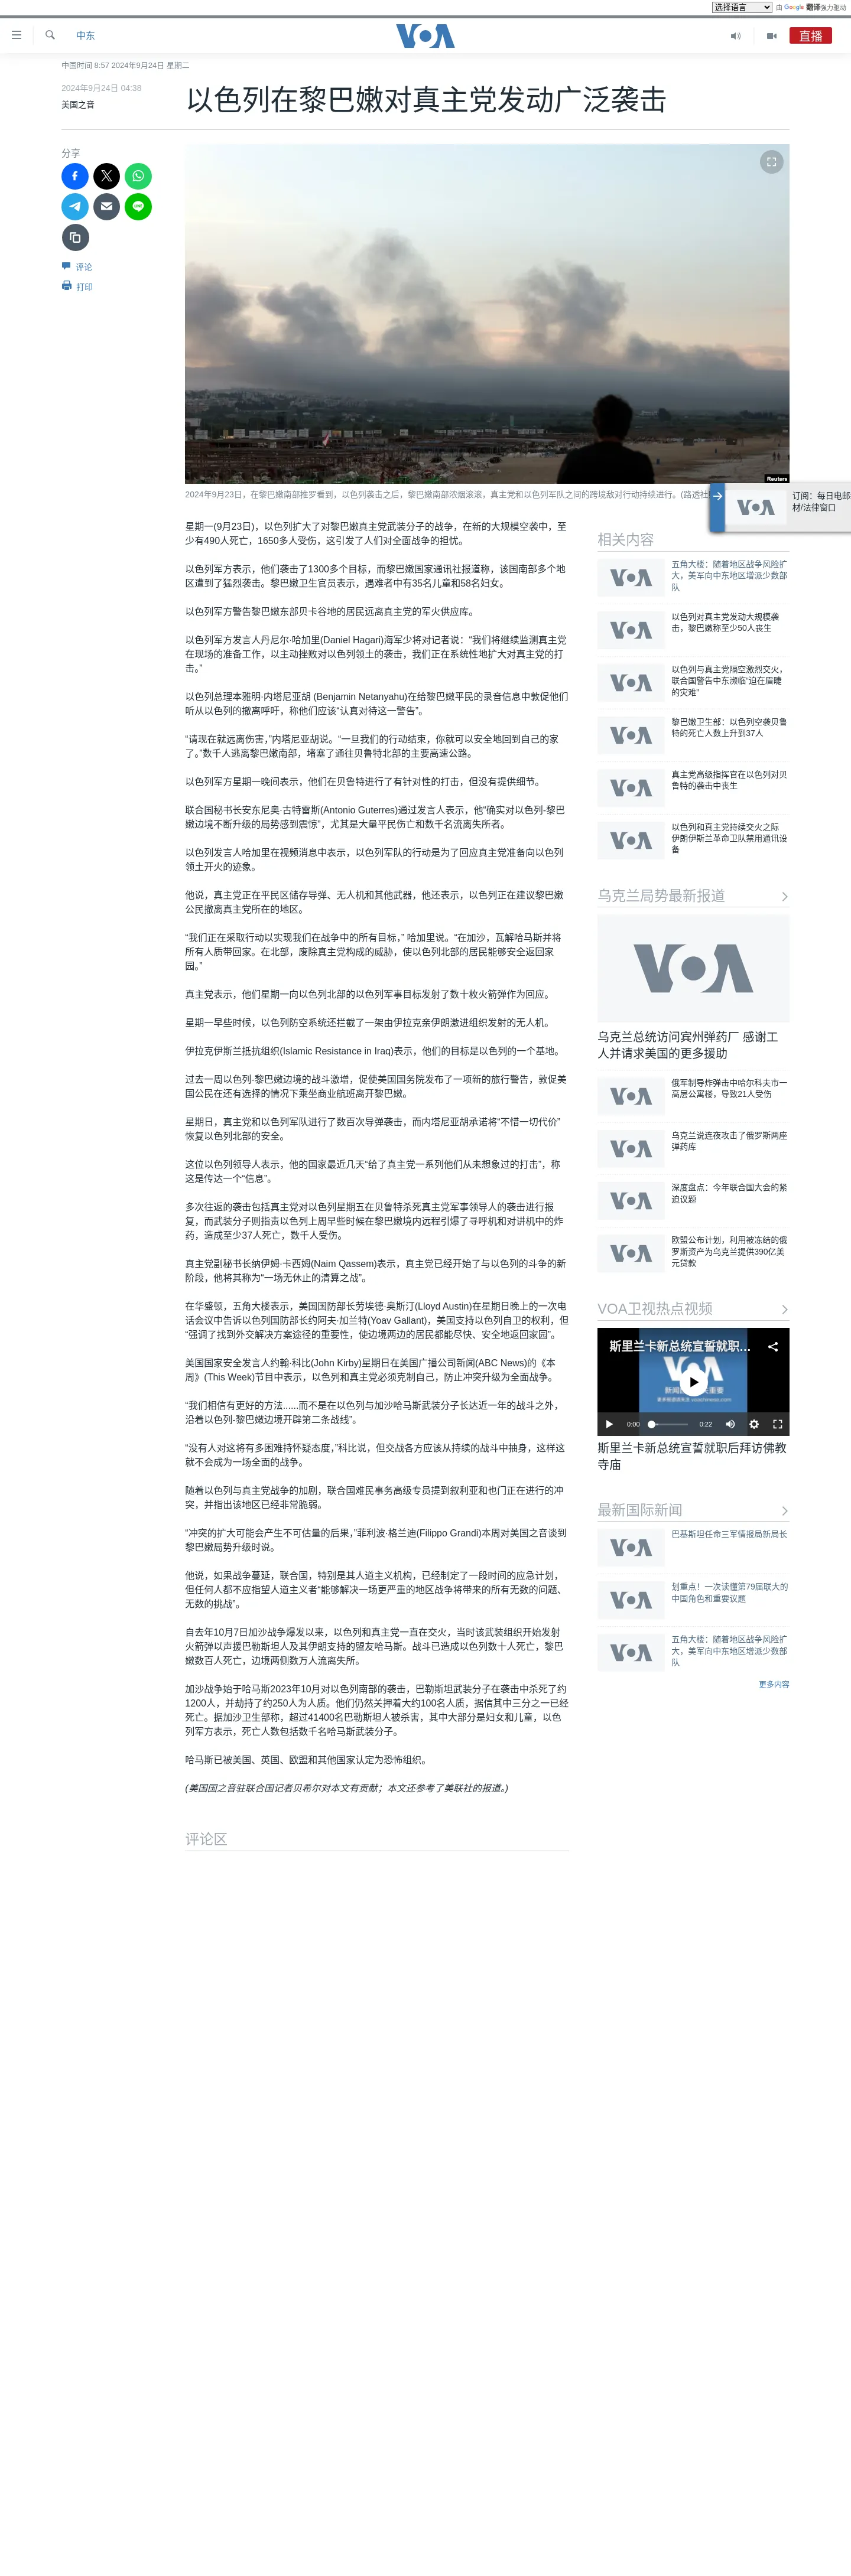 选择语言
由 Google 翻译强力驱动
中东
VOA
直播
中国时间 8:57 2024年9月24日 星期二
2024年9月24日 04:38
美国之音
以色列在黎巴嫩对真主党发动广泛袭击
分享
评论
打印
Reuters
2024年9月23日，在黎巴嫩南部推罗看到，以色列袭击之后，黎巴嫩南部浓烟滚滚，真主党和以色列军队之间的跨境敌对行动持续进行。(路透社
订阅：每日电邮
材/法律窗口
星期一(9月23日)，以色列扩大了对黎巴嫩真主党武装分子的战争，在新的大规模空袭中，至
少有490人死亡，1650多人受伤，这引发了人们对全面战争的担忧。
以色列军方表示，他们袭击了1300多个目标，而黎巴嫩国家通讯社报道称，该国南部多个地
区遭到了猛烈袭击。黎巴嫩卫生官员表示，遇难者中有35名儿童和58名妇女。
以色列军方警告黎巴嫩东部贝卡谷地的居民远离真主党的军火供应库。
以色列军方发言人丹尼尔·哈加里(Daniel Hagari)海军少将对记者说：“我们将继续监测真主党
在现场的准备工作，以主动挫败对以色列领土的袭击，我们正在系统性地扩大对真主党的打
击。”
以色列总理本雅明·内塔尼亚胡 (Benjamin Netanyahu)在给黎巴嫩平民的录音信息中敦促他们
听从以色列的撤离呼吁，称他们应该“认真对待这一警告”。
“请现在就远离伤害，”内塔尼亚胡说。“一旦我们的行动结束，你就可以安全地回到自己的家
了。”数千人逃离黎巴嫩南部，堵塞了通往贝鲁特北部的主要高速公路。
以色列军方星期一晚间表示，他们在贝鲁特进行了有针对性的打击，但没有提供细节。
联合国秘书长安东尼奥·古特雷斯(Antonio Guterres)通过发言人表示，他“确实对以色列-黎巴
嫩边境不断升级的局势感到震惊”，尤其是大量平民伤亡和数千名流离失所者。
以色列发言人哈加里在视频消息中表示，以色列军队的行动是为了回应真主党准备向以色列
领土开火的迹象。
他说，真主党正在平民区储存导弹、无人机和其他武器，他还表示，以色列正在建议黎巴嫩
公民撤离真主党所在的地区。
“我们正在采取行动以实现我们在战争中的所有目标，” 哈加里说。“在加沙，瓦解哈马斯并将
所有人质带回家。在北部，废除真主党构成的威胁，使以色列北部的居民能够安全返回家
园。”
真主党表示，他们星期一向以色列北部的以色列军事目标发射了数十枚火箭弹作为回应。
星期一早些时候，以色列防空系统还拦截了一架由伊拉克亲伊朗激进组织发射的无人机。
伊拉克伊斯兰抵抗组织(Islamic Resistance in Iraq)表示，他们的目标是以色列的一个基地。
过去一周以色列-黎巴嫩边境的战斗激增，促使美国国务院发布了一项新的旅行警告，敦促美
国公民在还有选择的情况下乘坐商业航班离开黎巴嫩。
星期日，真主党和以色列军队进行了数百次导弹袭击，而内塔尼亚胡承诺将“不惜一切代价”
恢复以色列北部的安全。
这位以色列领导人表示，他的国家最近几天“给了真主党一系列他们从未想象过的打击”，称
这是传达一个“信息”。
多次往返的袭击包括真主党对以色列星期五在贝鲁特杀死真主党军事领导人的袭击进行报
复，而武装分子则指责以色列上周早些时候在黎巴嫩境内远程引爆了寻呼机和对讲机中的炸
药，造成至少37人死亡，数千人受伤。
真主党副秘书长纳伊姆·卡西姆(Naim Qassem)表示，真主党已经开始了与以色列的斗争的新
阶段，他将其称为“一场无休止的清算之战”。
在华盛顿，五角大楼表示，美国国防部长劳埃德·奥斯汀(Lloyd Austin)在星期日晚上的一次电
话会议中告诉以色列国防部长约阿夫·加兰特(Yoav Gallant)，美国支持以色列自卫的权利，但
“强调了找到外交解决方案途径的重要性，使边境两边的居民都能尽快、安全地返回家园”。
美国国家安全发言人约翰·科比(John Kirby)星期日在美国广播公司新闻(ABC News)的《本
周》(This Week)节目中表示，以色列和真主党必须克制自己，防止冲突升级为全面战争。
“我们相信有更好的方法......而不是在以色列与加沙哈马斯武装分子长达近一年的战斗之外，
沿着以色列-黎巴嫩边境开辟第二条战线”。
“没有人对这将有多困难持怀疑态度，”科比说，但交战各方应该从持续的战斗中抽身，这样这
就不会成为一场全面的战争。
随着以色列与真主党战争的加剧，联合国难民事务高级专员提到叙利亚和也门正在进行的冲
突，并指出该地区已经非常脆弱。
“冲突的扩大可能会产生不可估量的后果，”菲利波·格兰迪(Filippo Grandi)本周对美国之音谈到
黎巴嫩局势升级时说。
他说，如果战争蔓延，联合国，特别是其人道主义机构，已经制定了一段时间的应急计划，
但任何人都不应指望人道主义者“能够解决一场更严重的地区战争将带来的所有无数的问题、
无数的挑战”。
自去年10月7日加沙战争爆发以来，以色列和真主党一直在交火，当时该武装组织开始发射
火箭弹以声援巴勒斯坦人及其伊朗支持的盟友哈马斯。战斗已造成以色列数十人死亡，黎巴
嫩数百人死亡，边境两侧数万人流离失所。
加沙战争始于哈马斯2023年10月对以色列南部的袭击，巴勒斯坦武装分子在袭击中杀死了约
1200人，并劫持了约250人为人质。他们仍然关押着大约100名人质，据信其中三分之一已经
死亡。据加沙卫生部称，超过41400名巴勒斯坦人被杀害，其中大部分是妇女和儿童，以色
列军方表示，死亡人数包括数千名哈马斯武装分子。
哈马斯已被美国、英国、欧盟和其他国家认定为恐怖组织。
(美国国之音驻联合国记者贝希尔对本文有贡献；本文还参考了美联社的报道。)
评论区
相关内容
VOA
五角大楼：随着地区战争风险扩
大，美军向中东地区增派少数部
队
VOA
以色列对真主党发动大规模袭
击，黎巴嫩称至少50人丧生
VOA
以色列与真主党隔空激烈交火，
联合国警告中东濒临“迫在眉睫
的灾难”
VOA
黎巴嫩卫生部：以色列空袭贝鲁
特的死亡人数上升到37人
VOA
真主党高级指挥官在以色列对贝
鲁特的袭击中丧生
VOA
以色列和真主党持续交火之际
伊朗伊斯兰革命卫队禁用通讯设
备
乌克兰局势最新报道
VOA
乌克兰总统访问宾州弹药厂 感谢工
人并请求美国的更多援助
VOA
俄军制导炸弹击中哈尔科夫市一
高层公寓楼，导致21人受伤
VOA
乌克兰说连夜攻击了俄罗斯两座
弹药库
VOA
深度盘点：今年联合国大会的紧
迫议题
VOA
欧盟公布计划，利用被冻结的俄
罗斯资产为乌克兰提供390亿美
元贷款
VOA卫视热点视频
斯里兰卡新总统宣誓就职...
0:00
0:22
斯里兰卡新总统宣誓就职后拜访佛教
寺庙
最新国际新闻
VOA
巴基斯坦任命三军情报局新局长
VOA
划重点！一次读懂第79届联大的
中国角色和重要议题
VOA
五角大楼：随着地区战争风险扩
大，美军向中东地区增派少数部
队
更多内容